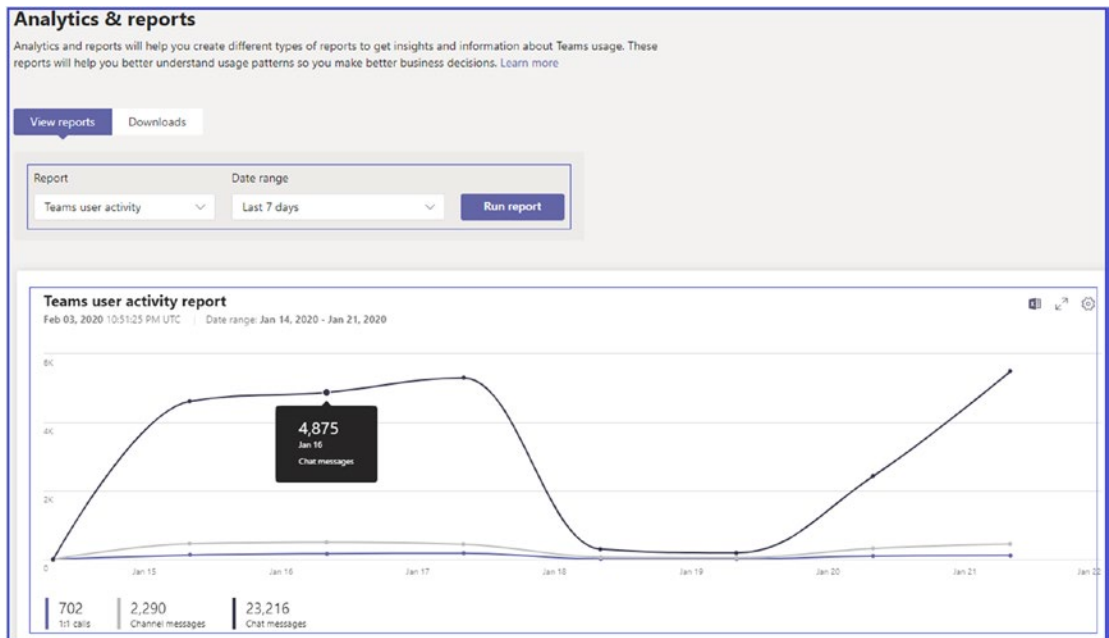 Analytics & reports
Analytics and reports will help you create different types of reports to get insights and information about Teams usage. These
reports will help you better understand usage patterns so you make better business decisions. Learn more
View reports
Downloads
Report
Date range
Teams user activity
Last 7 days
Run report
Teams user activity report
Feb 03, 2020 10:51:25 PM UTC | Date range: Jan 14, 2020 - Jan 21, 2020
6K
4K
2K
0
4,875
Jan 16
Chat messages
Jan 15
Jan 16
Jan 17
Jan 18
Jan 19
Jan 20
Jan 21
Jan 22
702
1:1 calls
2,290
Channel messages
23,216
Chat messages